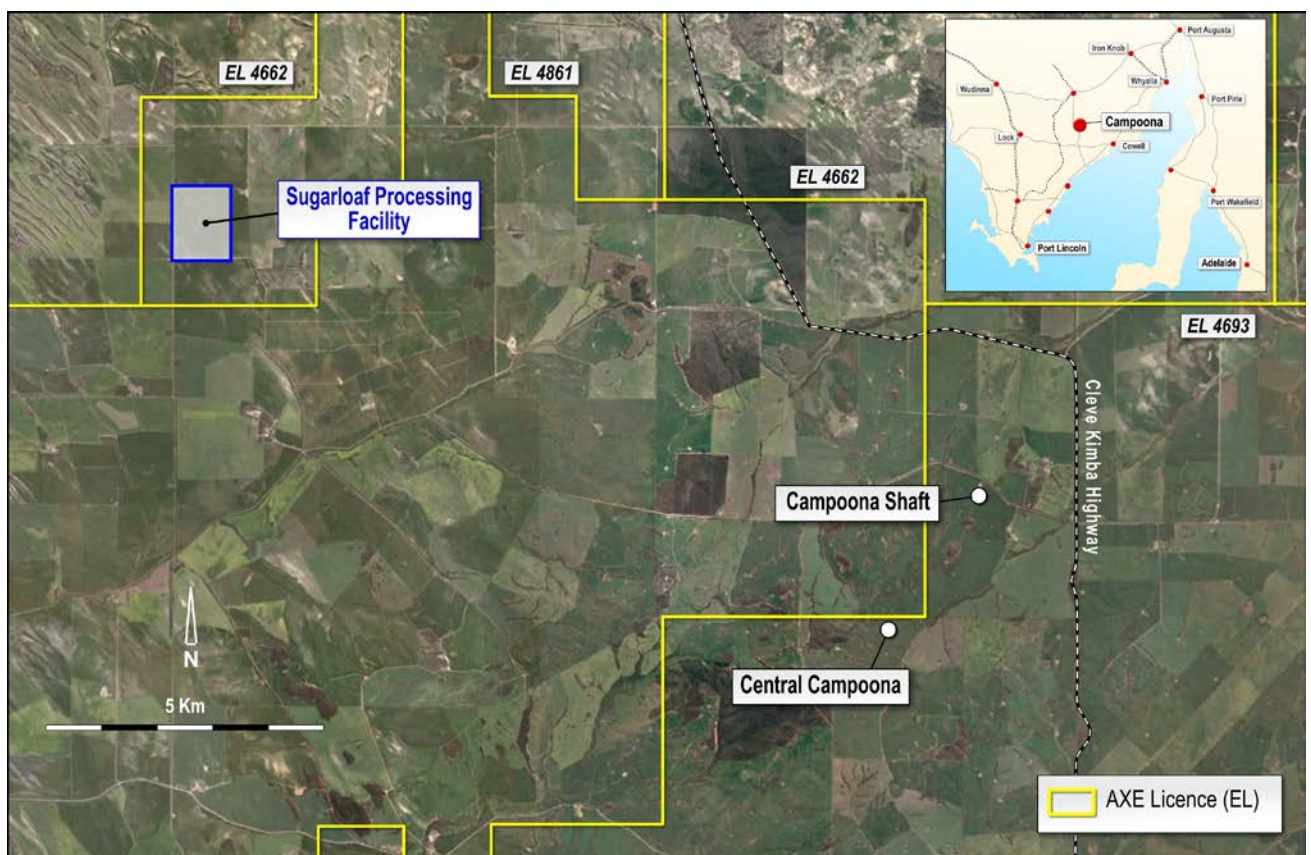 EL 4662
EL 4861
EL 4662
EL 4693
Sugarloaf Processing
Facility
Campoona Shaft
Central Campoona
Cleve Kimba Highway
N
5 Km
AXE Licence (EL)
Port Augusta
Iron Knob
Whyalla
Wudinna
Port Pirie
Campoona
Lock
Cowell
Port Wakefield
Port Lincoln
Adelaide